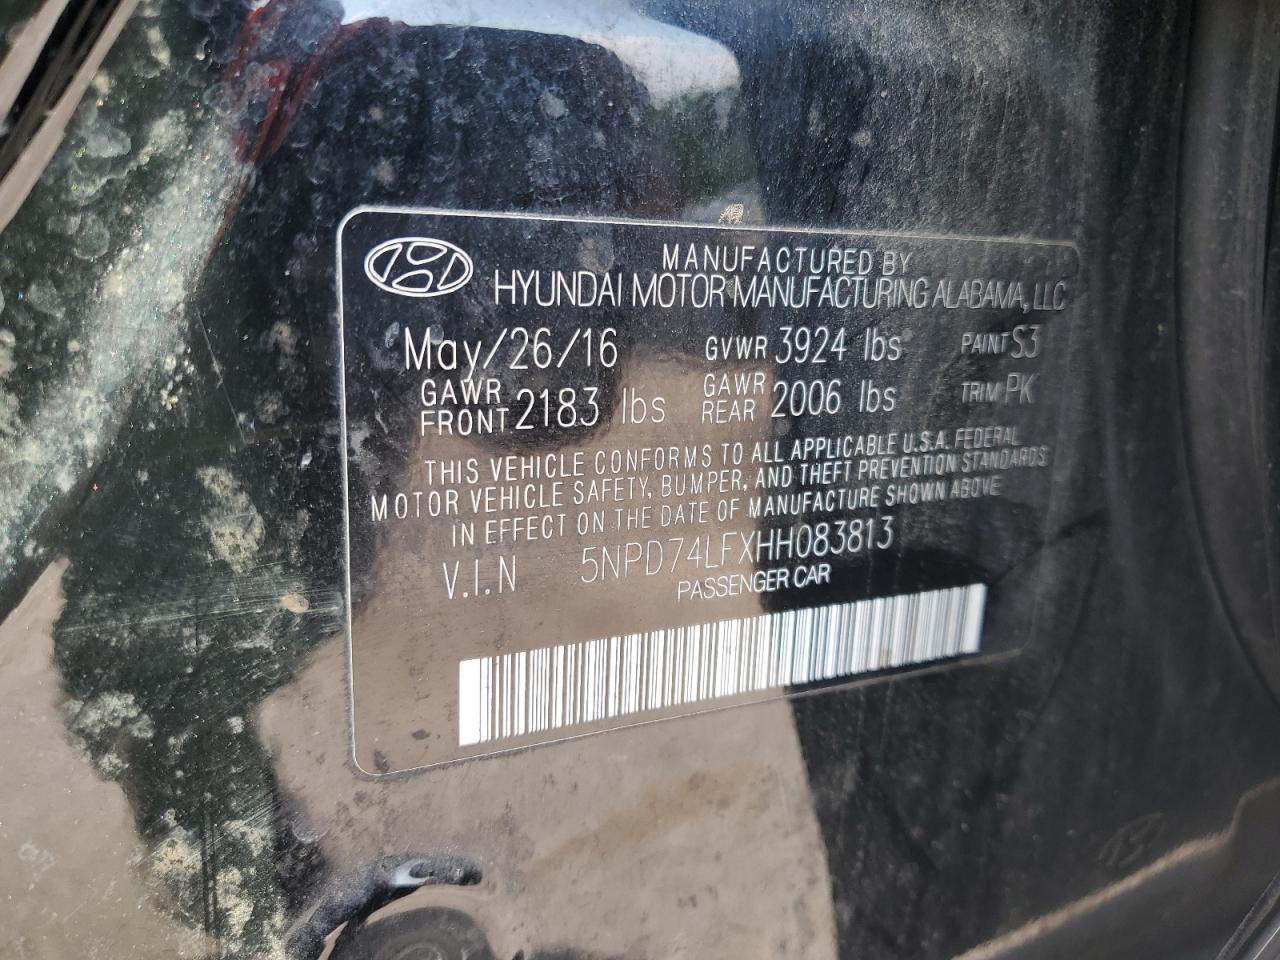 MANUFACTURED BY
HYUNDAI MOTOR MANUFACTURING ALABAMA, LLC
May/26/16 GVWR 3924 lbs PAINT S3
GAWR FRONT 2183 lbs GAWR REAR 2006 lbs TRIM PK
THIS VEHICLE CONFORMS TO ALL APPLICABLE U.S.A. FEDERAL
MOTOR VEHICLE SAFETY, BUMPER, AND THEFT PREVENTION STANDARDS
IN EFFECT ON THE DATE OF MANUFACTURE SHOWN ABOVE
V.I.N 5NPD74LFXHH083813
PASSENGER CAR